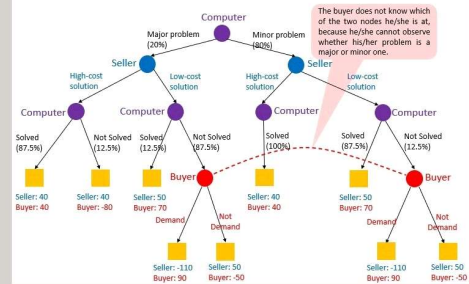 Computer
The buyer does not know which
of the two nodes he/she is at,
because he/she cannot observe
whether his/her problem is a
major or minor one.
Major problem
(20%)
Minor problem
(80%)
Seller
Seller
High-cost
solution
Low-cost
solution
High-cost
solution
Low-cost
solution
Computer
Computer
Computer
Computer
Solved
(87.5%)
Not Solved
(12.5%)
Solved
(12.5%)
Not Solved
(87.5%)
Solved
(100%)
Solved
(87.5%)
Not Solved
(12.5%)
Buyer
Buyer
Seller: 40
Buyer: 40
Seller: 40
Buyer: -80
Seller: 50
Buyer: 70
Seller: 40
Buyer: 40
Seller: 50
Buyer: 70
Demand
Not
Demand
Demand
Not
Demand
Seller: -110
Buyer: 90
Seller: 50
Buyer: -50
Seller: -110
Buyer: 90
Seller: 50
Buyer: -50